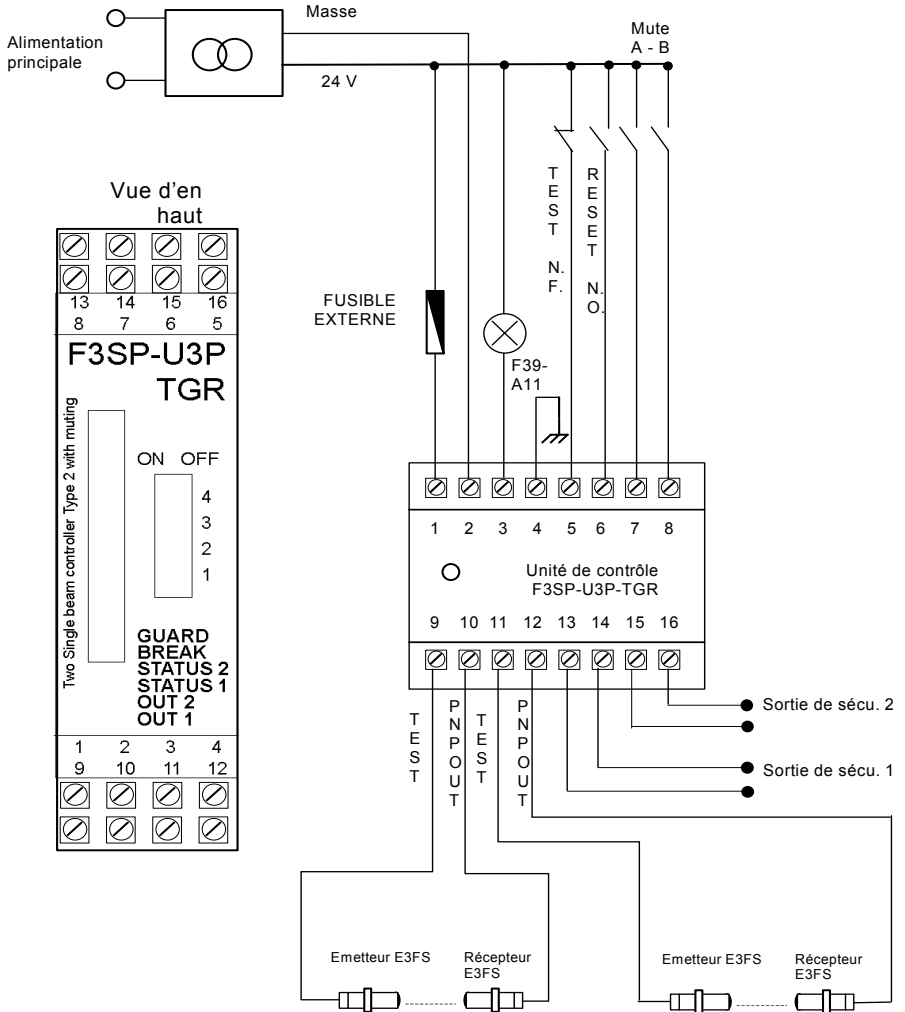 Masse
Alimentation
principale
24 V
Mute
A - B
TEST N.F.
RESET N.O.
FUSIBLE
EXTERNE
F39-
A11
Vue d'en
haut
13 14 15 16
8 7 6 5
F3SP-U3P
TGR
Two Single beam controller Type 2 with muting
ON OFF
4
3
2
1
GUARD
BREAK
STATUS 2
STATUS 1
OUT 2
OUT 1
1 2 3 4
9 10 11 12
1 2 3 4 5 6 7 8
Unité de contrôle
F3SP-U3P-TGR
9 10 11 12 13 14 15 16
TEST
PNPOUT
TEST
PNPOUT
Sortie de sécu. 2
Sortie de sécu. 1
Emetteur E3FS
Récepteur
E3FS
Emetteur E3FS
Récepteur
E3FS